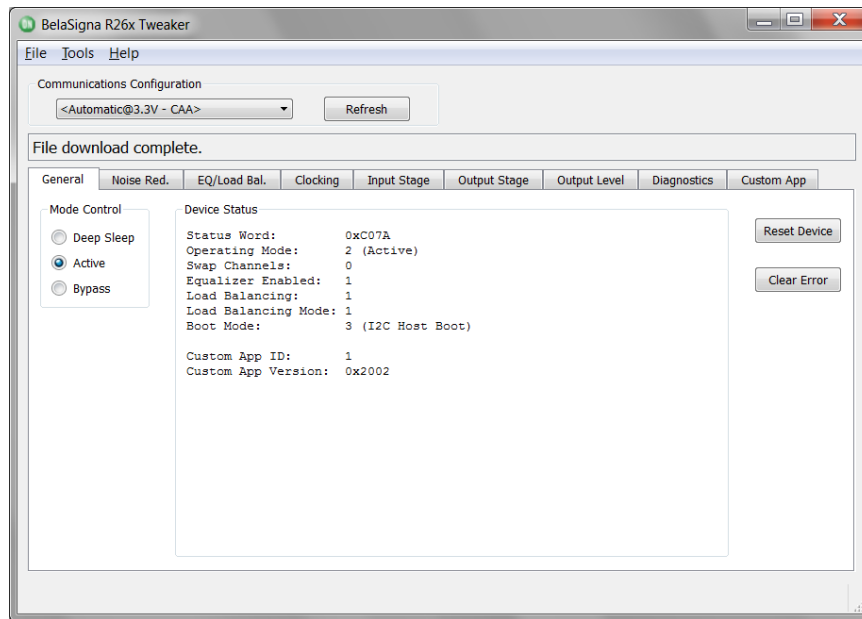 BelaSigna R26x Tweaker
File Tools Help
Communications Configuration
<Automatic@3.3V - CAA> Refresh
File download complete.
General Noise Red. EQ/Load Bal. Clocking Input Stage Output Stage Output Level Diagnostics Custom App
Mode Control
Deep Sleep
Active
Bypass
Device Status
Status Word: 0xC07A
Operating Mode: 2 (Active)
Swap Channels: 0
Equalizer Enabled: 1
Load Balancing: 1
Load Balancing Mode: 1
Boot Mode: 3 (I2C Host Boot)
Custom App ID: 1
Custom App Version: 0x2002
Reset Device
Clear Error